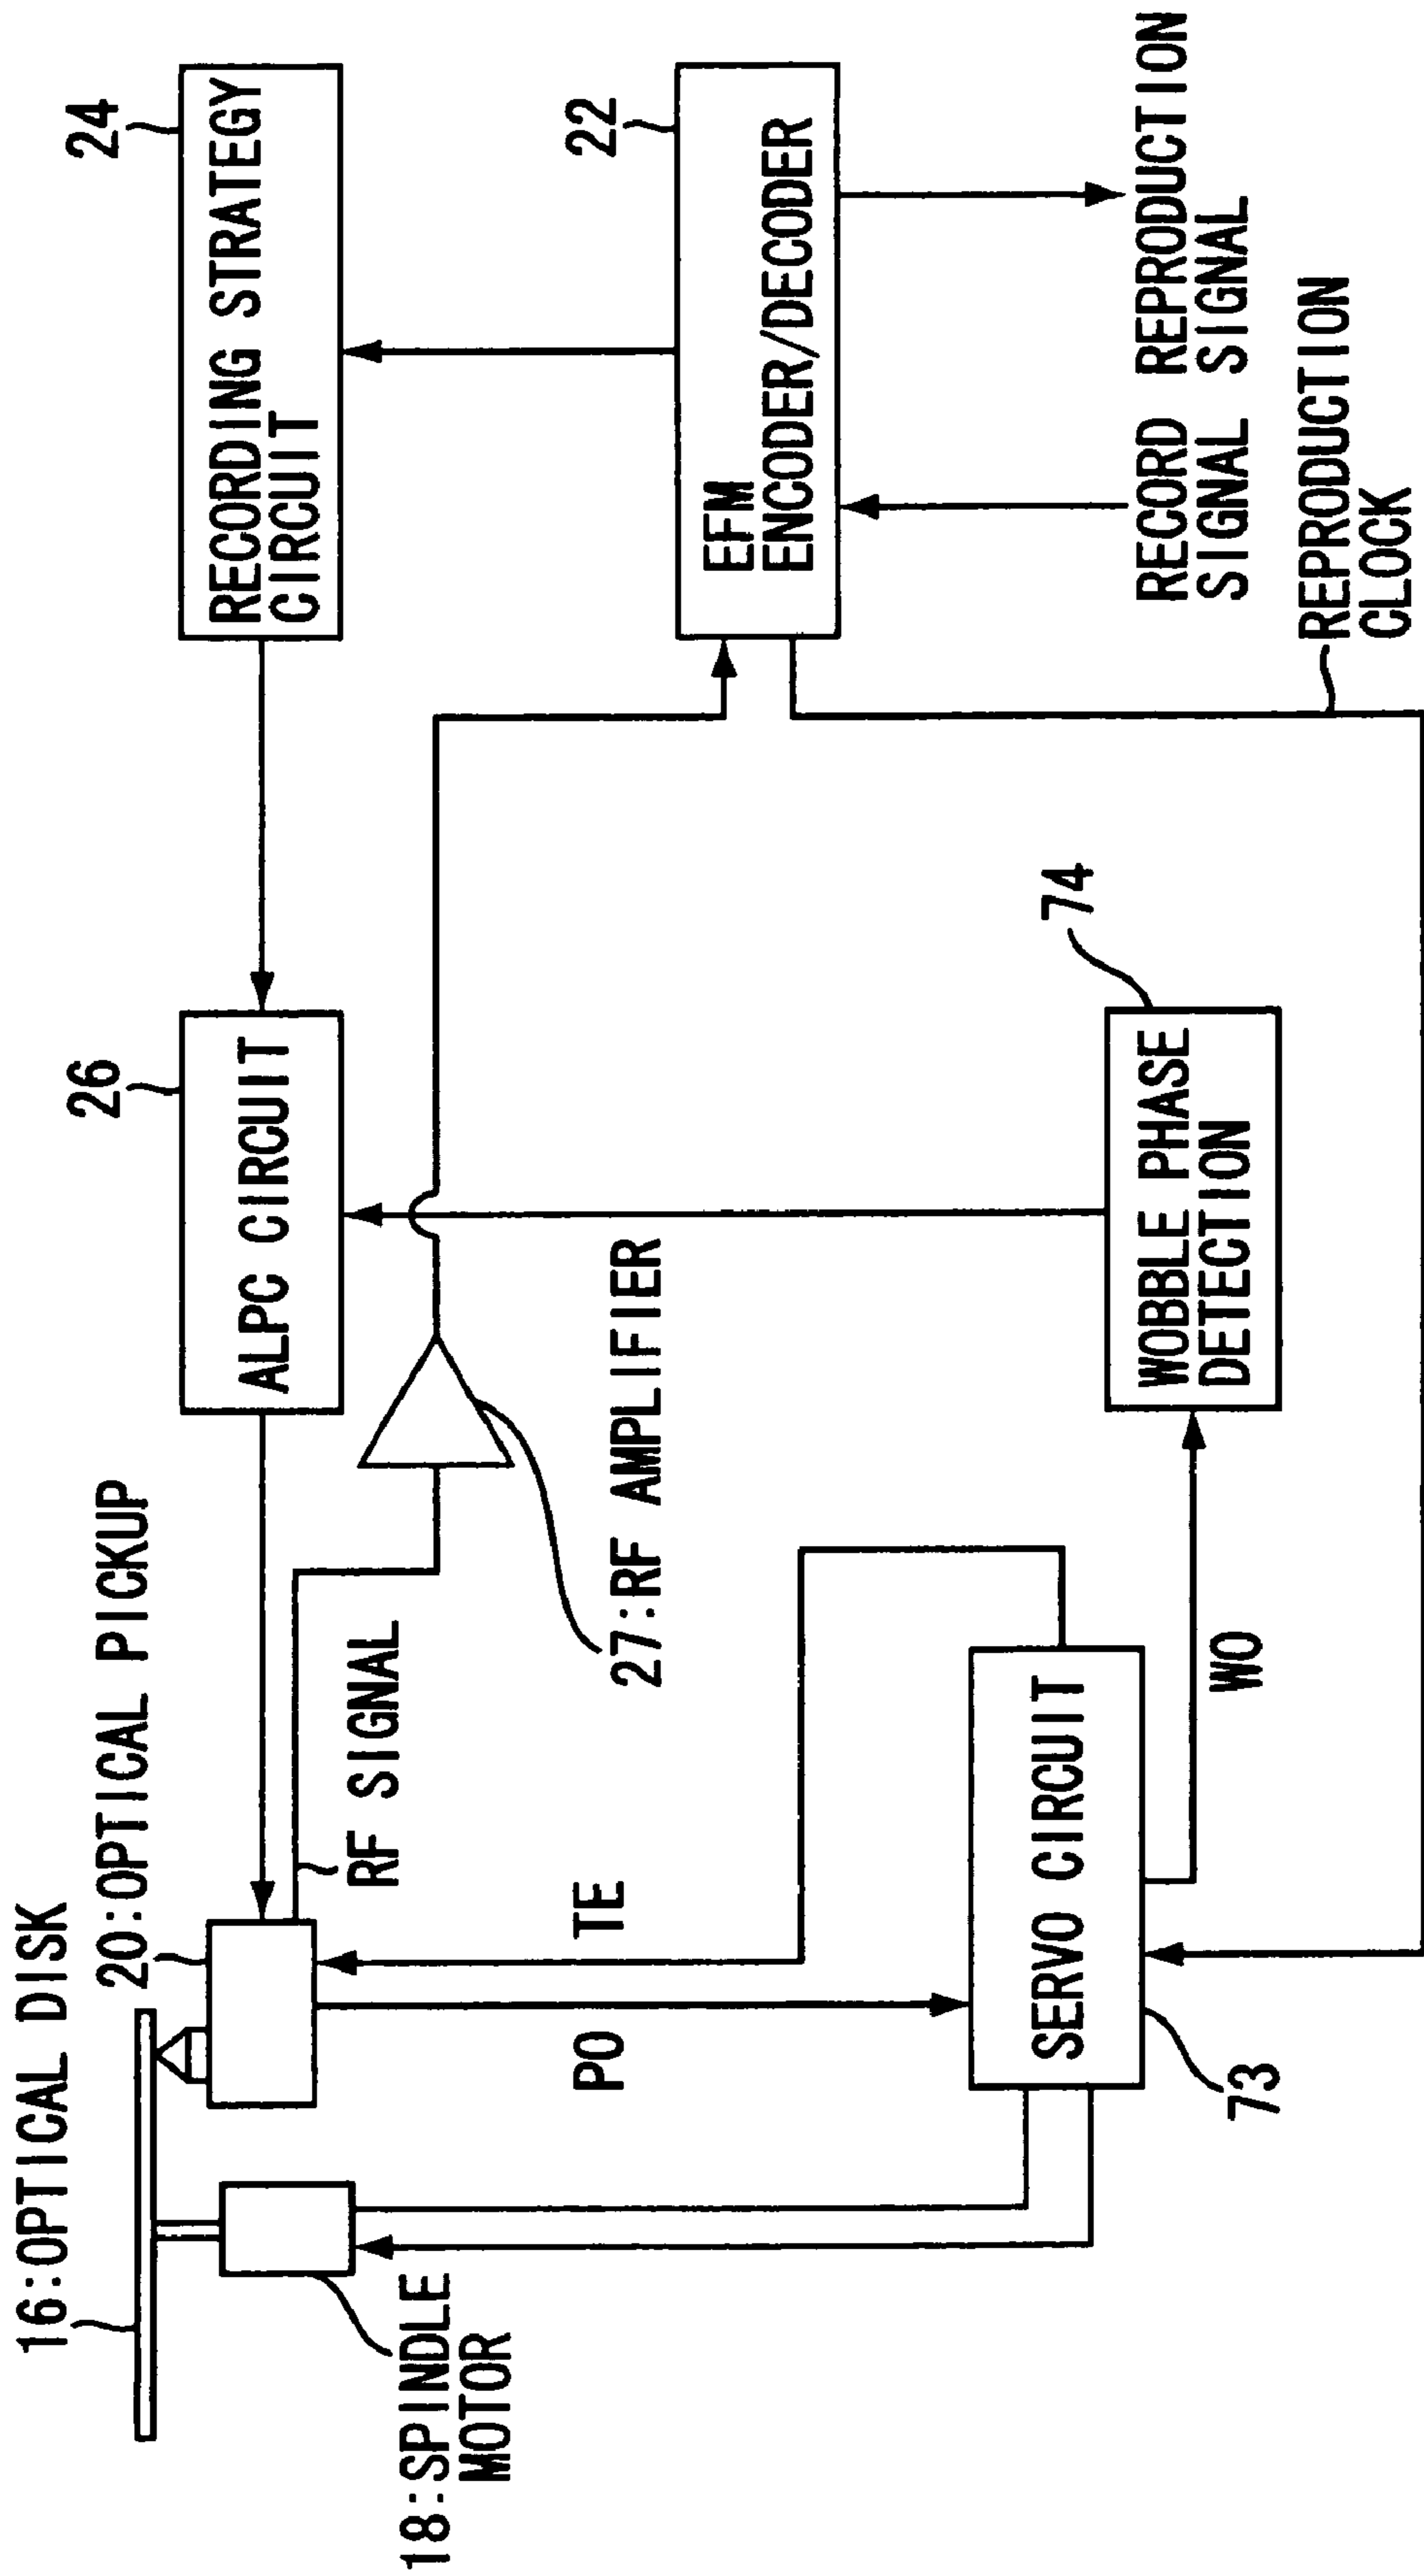 16:OPTICAL DISK
20:OPTICAL PICKUP
26
24
ALPC CIRCUIT
RECORDING STRATEGY
CIRCUIT
18:SPINDLE
MOTOR
RF SIGNAL
PO
TE
27:RF AMPLIFIER
22
EFM
ENCODER/DECODER
SERVO CIRCUIT
73
WO
74
WOBBLE PHASE
DETECTION
RECORD
SIGNAL
REPRODUCTION
SIGNAL
REPRODUCTION
CLOCK